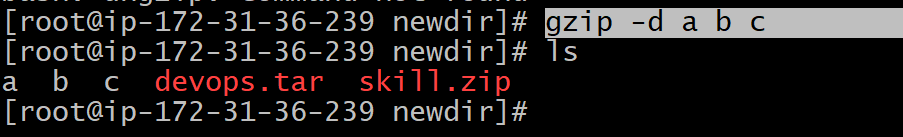 [root@ip-172-31-36-239 newdir]# gzip -d a b c
[root@ip-172-31-36-239 newdir]# ls
a b c devops.tar skill.zip
[root@ip-172-31-36-239 newdir]#